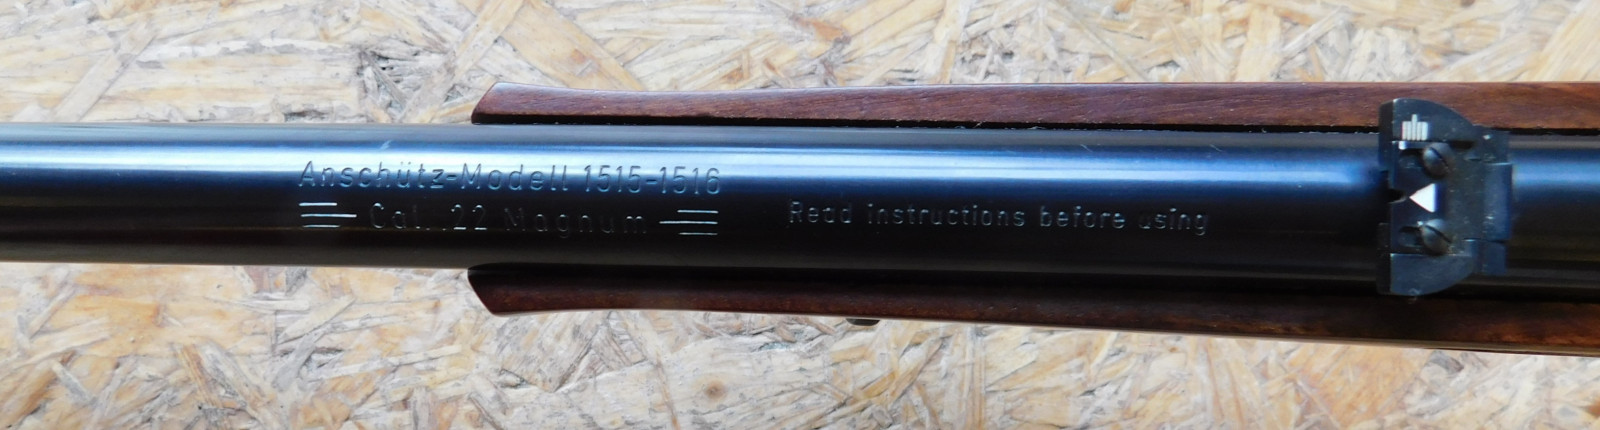 Anschütz-Modell 1515-1516
Cal. .22 Magnum
Read instructions before using